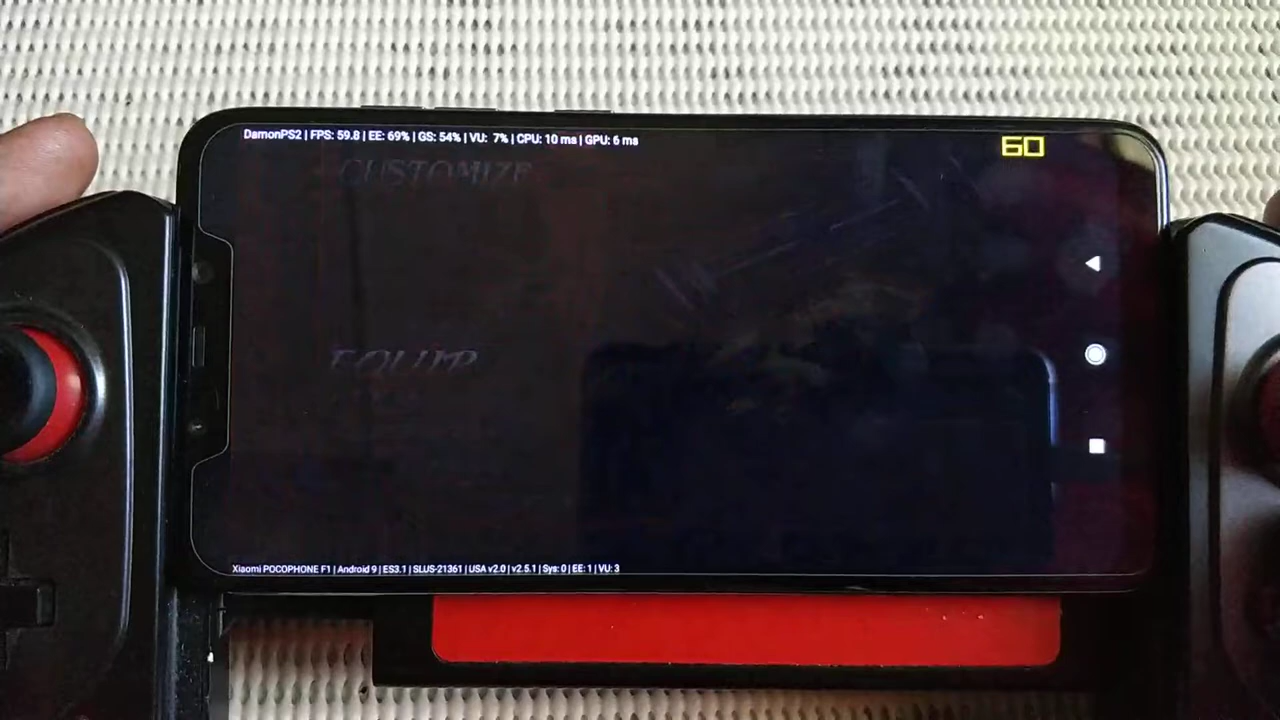 DamonPS2 | FPS: 59.8 | EE: 69% | GS: 54% | VU: 7% | CPU: 10 ms | GPU: 6 ms
60
CUSTOMIZE
EQUIP
Xiaomi POCOPHONE F1 | Android 9 | ES3.1 | SLUS-21361 | USA v2.0 | v2.5.1 | Sys: 0 | EE: 1 | VU: 3